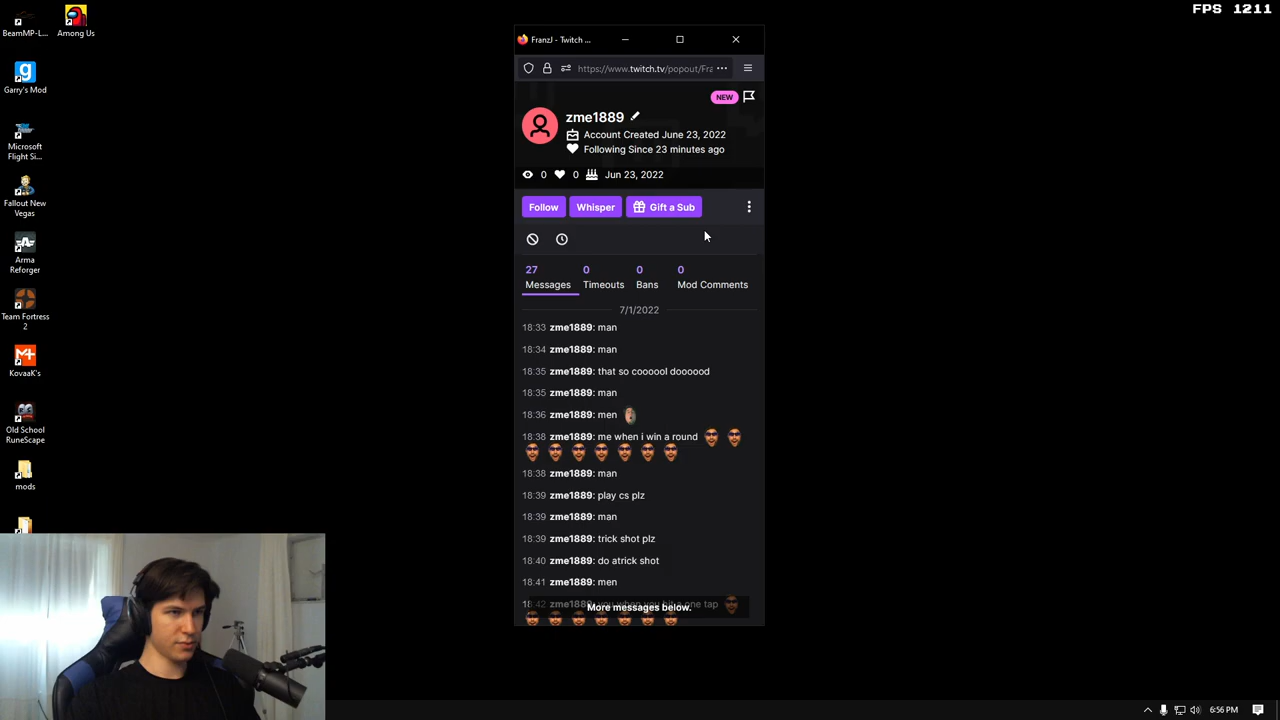 FPS 1211
BeamMP-L...
Among Us
Garry's Mod
Microsoft
Flight Si...
Fallout New
Vegas
Arma
Reforger
Team Fortress
2
KovaaK's
Old School
RuneScape
mods
FranzJ - Twitch ...
https://www.twitch.tv/popout/Fra
NEW
zme1889
Account Created June 23, 2022
Following Since 23 minutes ago
0 0 Jun 23, 2022
Follow Whisper Gift a Sub
27 0 0 0
Messages Timeouts Bans Mod Comments
7/1/2022
18:33 zme1889: man
18:34 zme1889: man
18:35 zme1889: that so coooool doooood
18:35 zme1889: man
18:36 zme1889: men
18:38 zme1889: me when i win a round
18:38 zme1889: man
18:39 zme1889: play cs plz
18:39 zme1889: man
18:39 zme1889: trick shot plz
18:40 zme1889: do atrick shot
18:41 zme1889: men
18:42 zme1889: one tap
More messages below.
6:56 PM